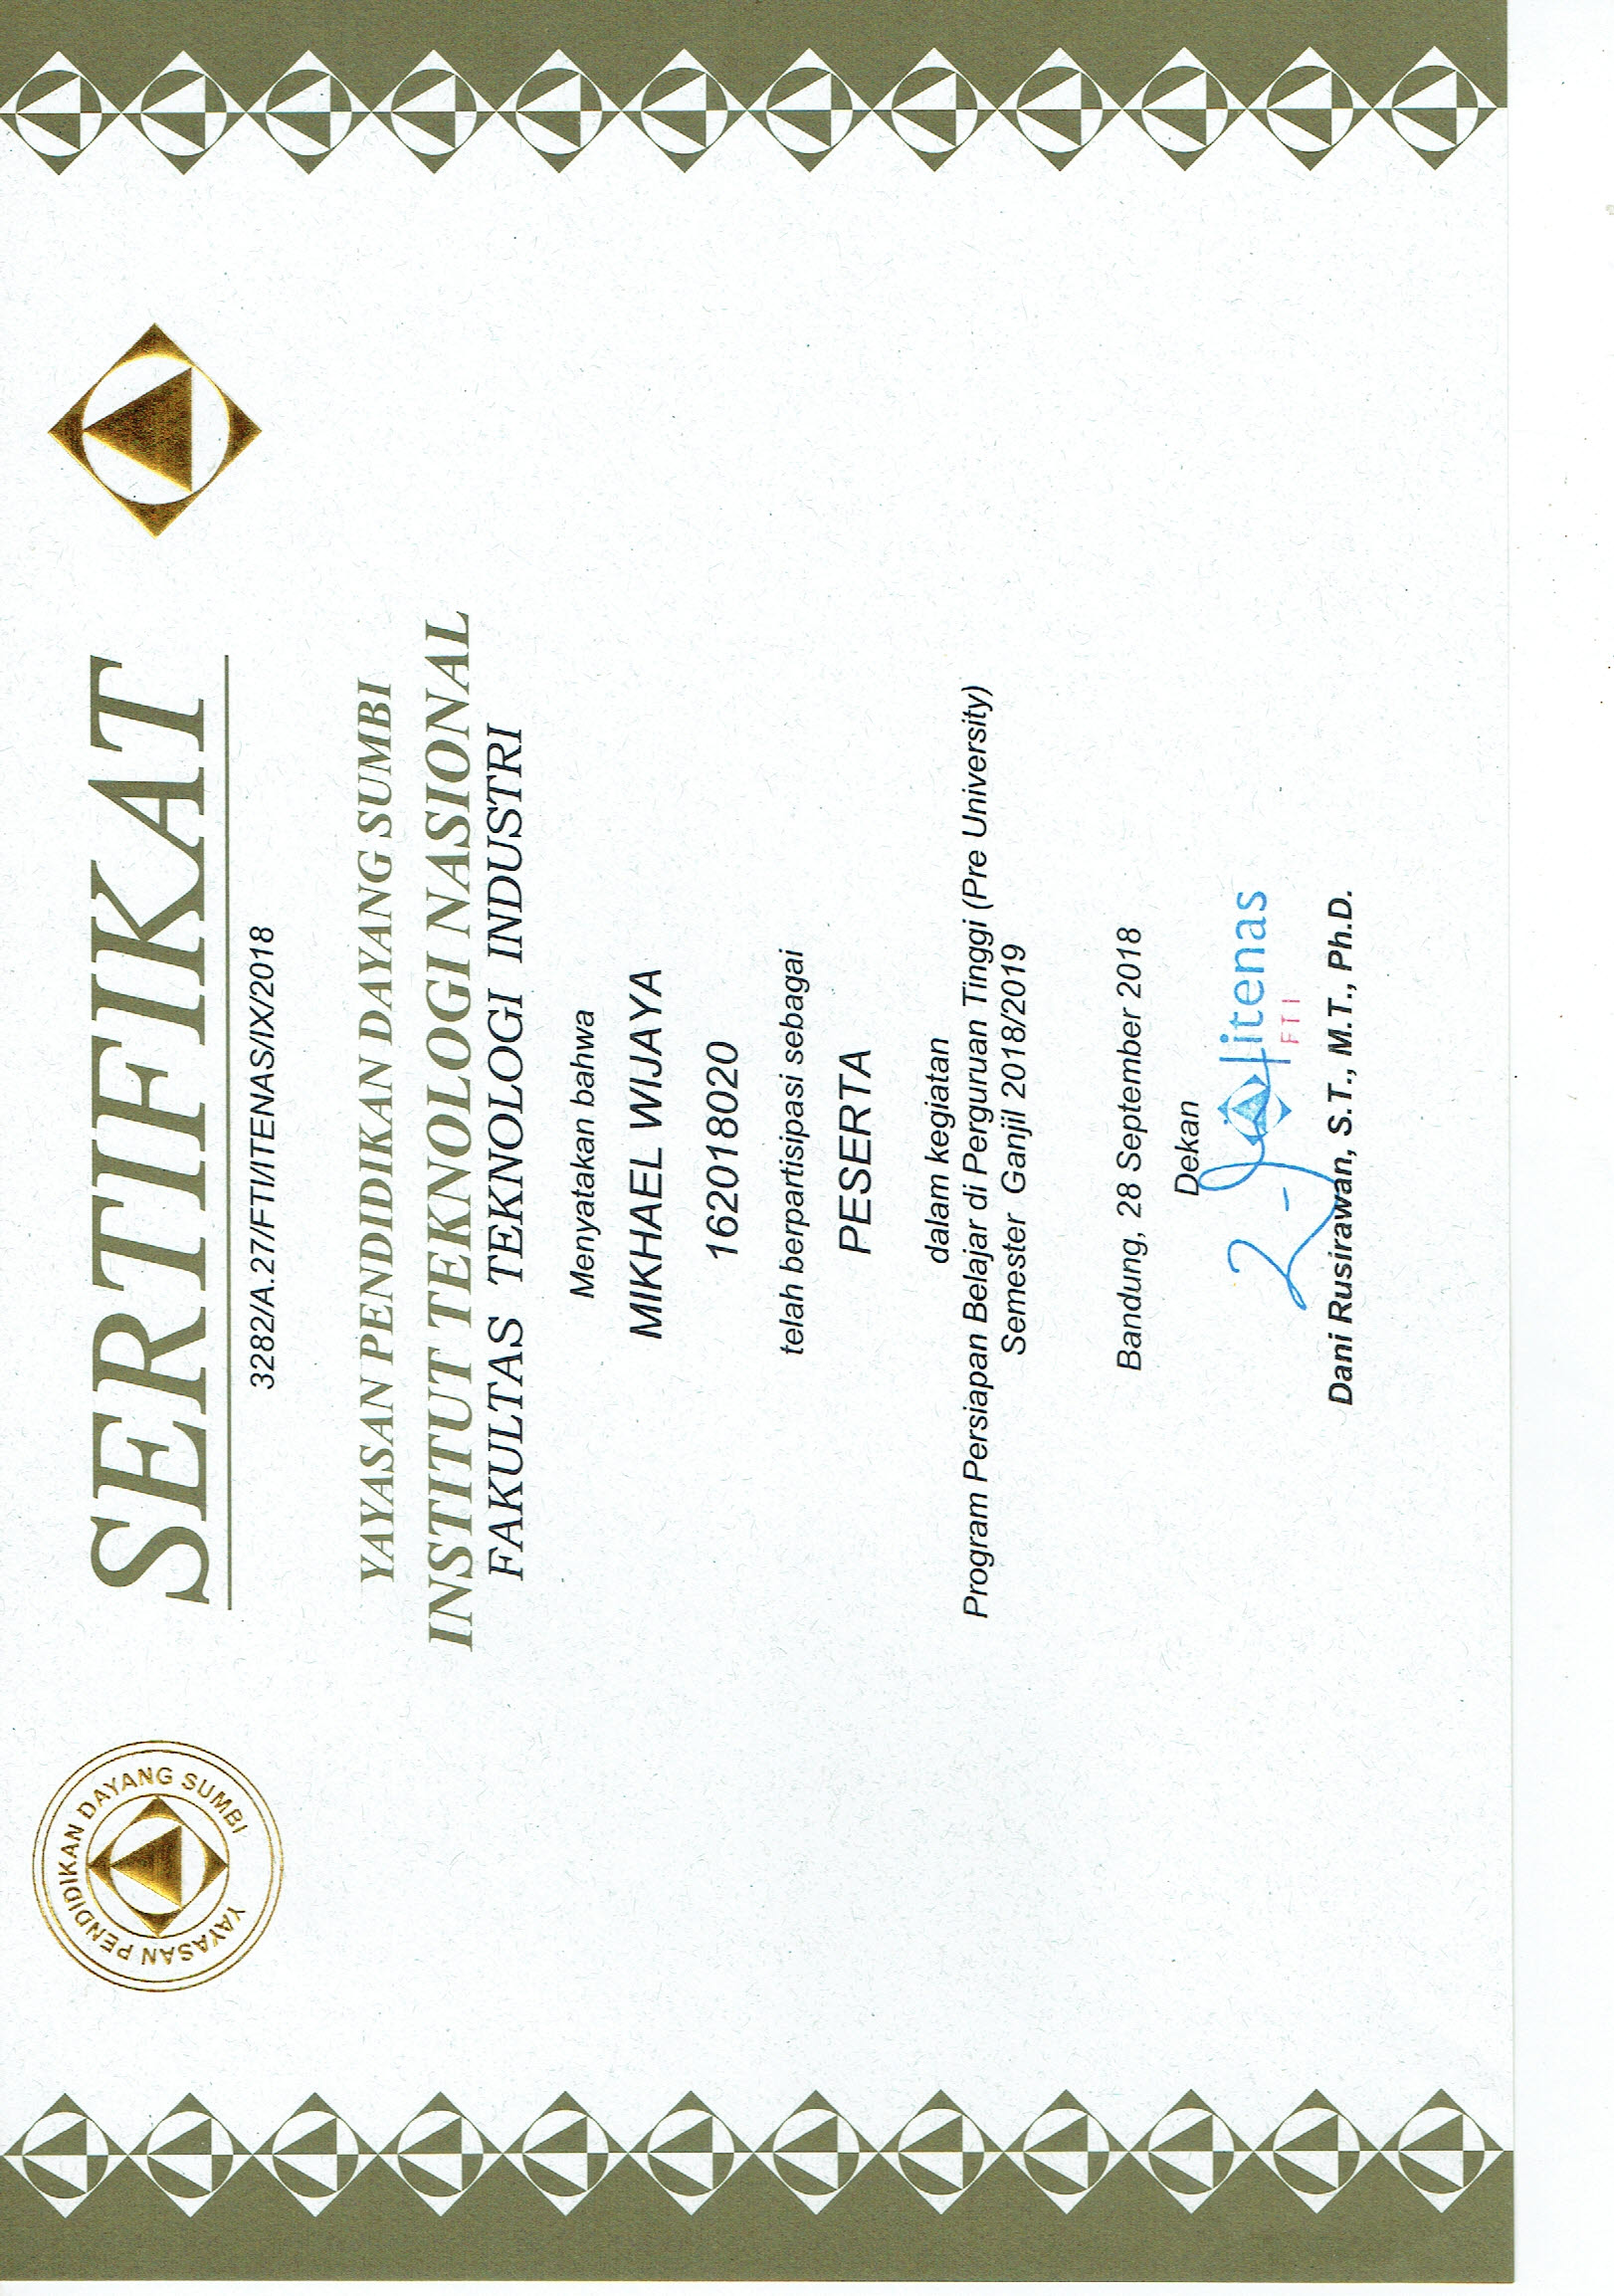 YAYASAN PENDIDIKAN DAYANG SUMBI
SERTIFIKAT
3282/A.27/FTI/ITENAS/IX/2018
YAYASAN PENDIDIKAN DAYANG SUMBI
INSTITUT TEKNOLOGI NASIONAL
FAKULTAS TEKNOLOGI INDUSTRI
Menyatakan bahwa
MIKHAEL WIJAYA
162018020
telah berpartisipasi sebagai
PESERTA
dalam kegiatan
Program Persiapan Belajar di Perguruan Tinggi (Pre University)
Semester Ganjil 2018/2019
Bandung, 28 September 2018
Dekan
itenas
FTI
Dani Rusirawan, S.T., M.T., Ph.D.